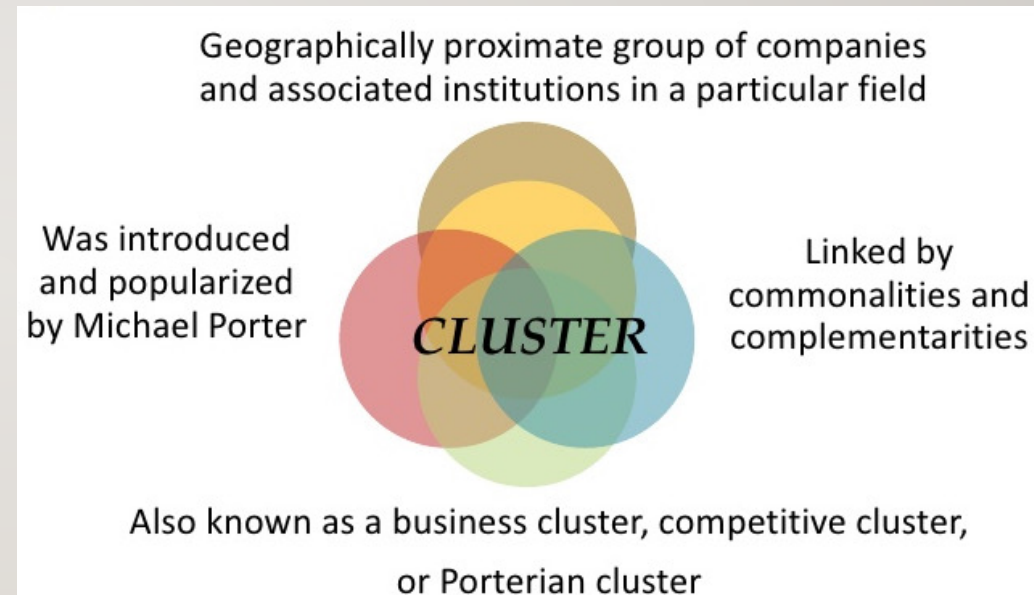 Geographically proximate group of companies
and associated institutions in a particular field
Was introduced
and popularized
by Michael Porter
CLUSTER
Linked by
commonalities and
complementarities
Also known as a business cluster, competitive cluster,
or Porterian cluster